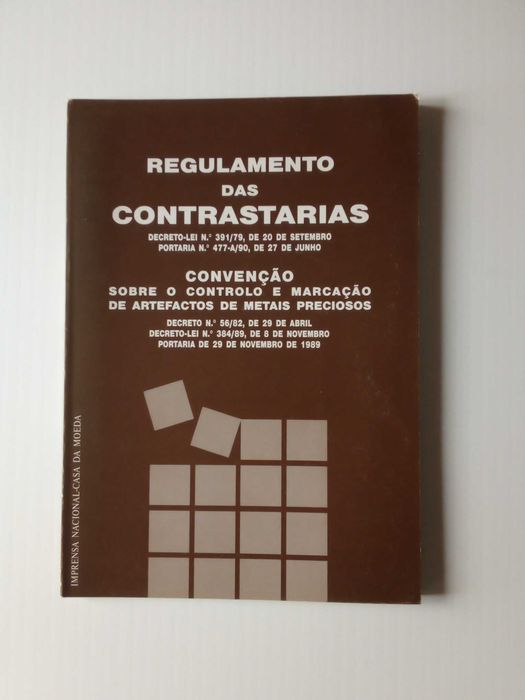 REGULAMENTO
DAS
CONTRASTARIAS
DECRETO-LEI N.º 391/79, DE 20 DE SETEMBRO
PORTARIA N.º 477-A/90, DE 27 DE JUNHO
CONVENÇÃO
SOBRE O CONTROLO E MARCAÇÃO
DE ARTEFACTOS DE METAIS PRECIOSOS
DECRETO N.º 56/82, DE 29 DE ABRIL
DECRETO-LEI N.º 384/89, DE 8 DE NOVEMBRO
PORTARIA DE 29 DE NOVEMBRO DE 1989
IMPRENSA NACIONAL-CASA DA MOEDA